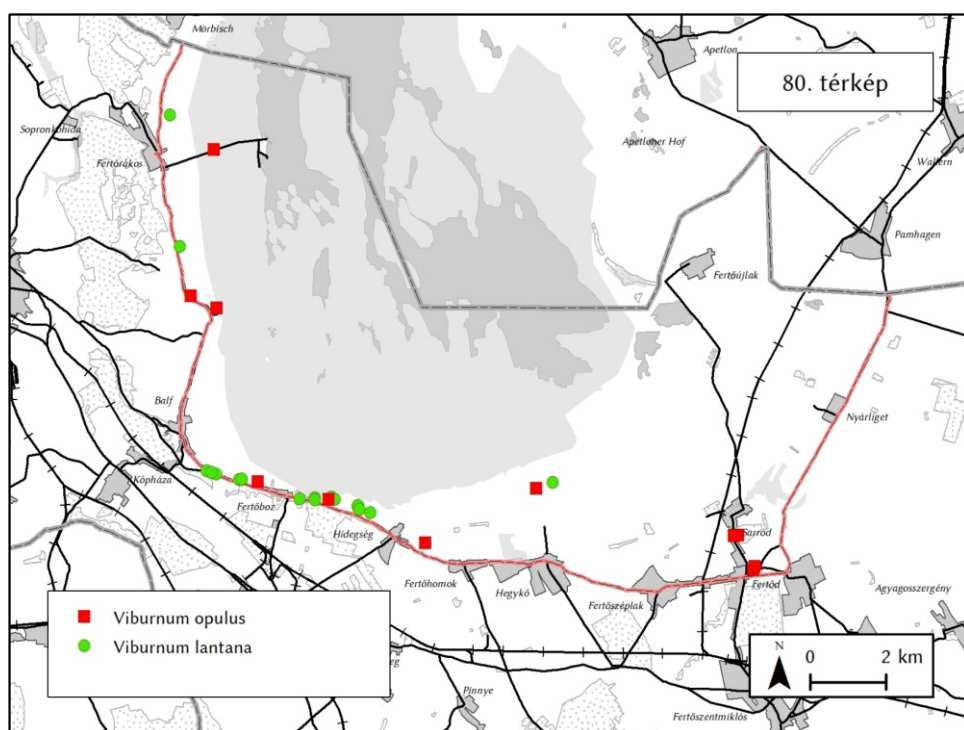 Mörbisch
Apetlon
80. térkép
Sopronkőhida
Fertőrákos
Apetloner Hof
Wallern
Pamhagen
Fertőújlak
Balf
Nyárliget
Kópháza
Fertőboz
Hidegség
Sarród
Fertőhomok
Hegykő
Fertőd
Fertőszéplak
Agyagosszergény
Viburnum opulus
Viburnum lantana
N
0 2 km
Pinnye
Fertőszentmiklós